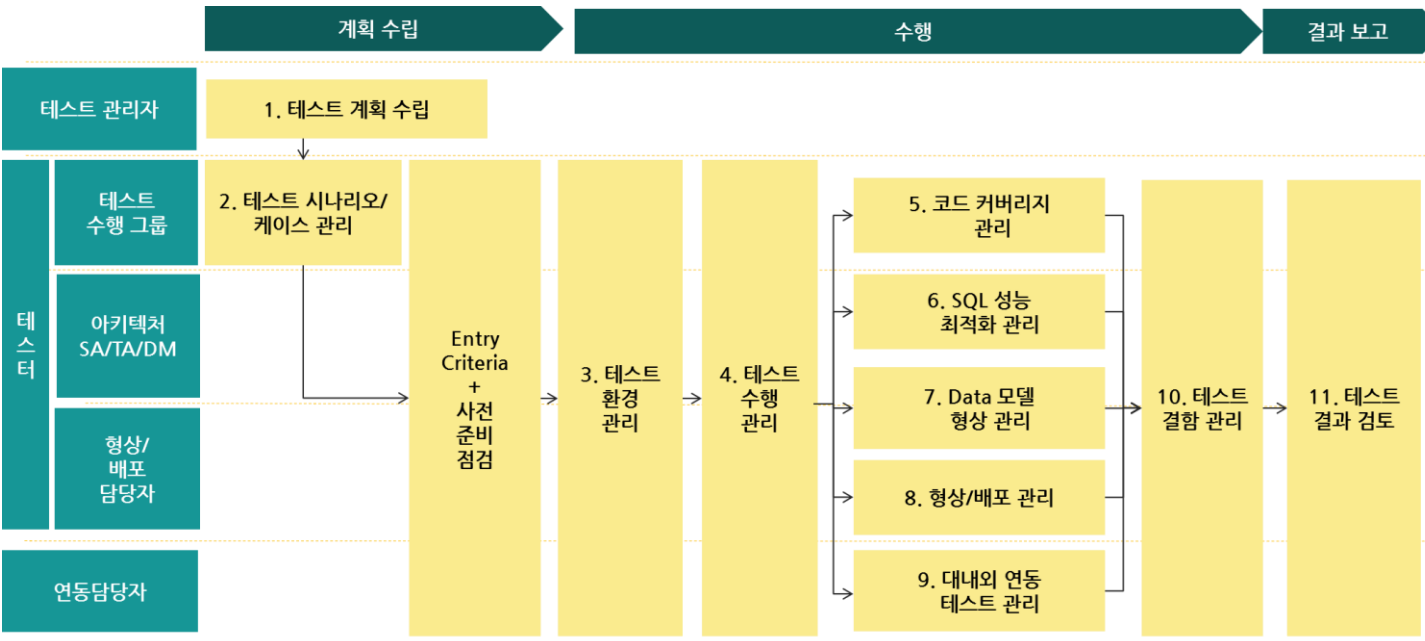 계획 수립
수행
결과 보고
테스트 관리자
1. 테스트 계획 수립
테스터
테스트
수행 그룹
2. 테스트 시나리오/
케이스 관리
아키텍처
SA/TA/DM
형상/
배포
담당자
연동담당자
Entry
Criteria
+
사전
준비
점검
3. 테스트
환경
관리
4. 테스트
수행
관리
5. 코드 커버리지
관리
6. SQL 성능
최적화 관리
7. Data 모델
형상 관리
8. 형상/배포 관리
9. 대내외 연동
테스트 관리
10. 테스트
결함 관리
11. 테스트
결과 검토